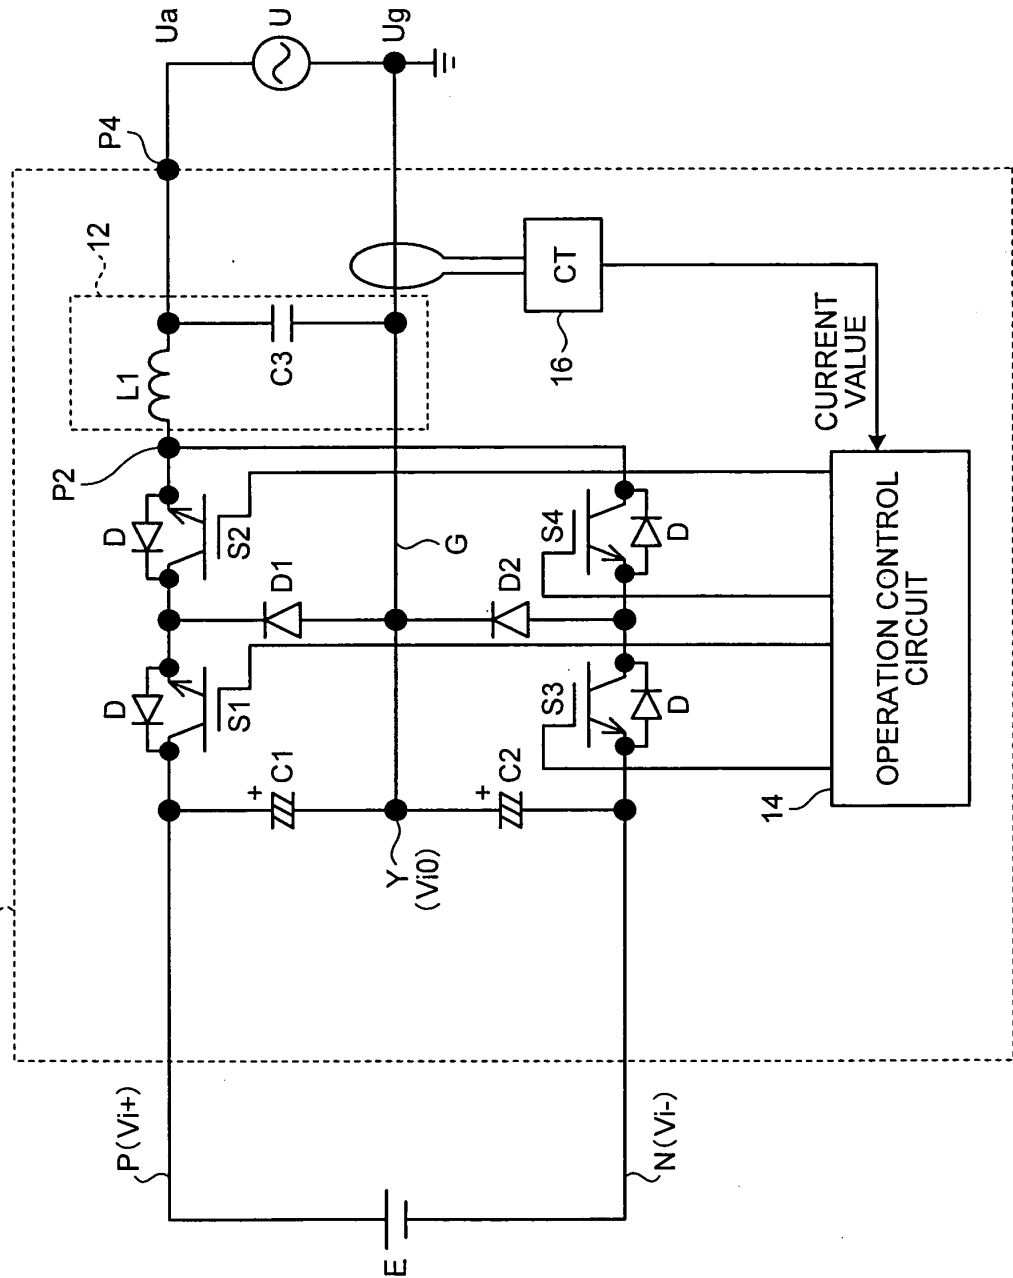 E
P(Vi+)
N(Vi-)
Y
(Vi0)
+
C1
+
C2
D
S1
S3
D
D1
D2
G
D
S2
S4
D
P2
L1
12
C3
P4
Ua
U
Ug
CT
16
CURRENT
VALUE
14
OPERATION CONTROL
CIRCUIT